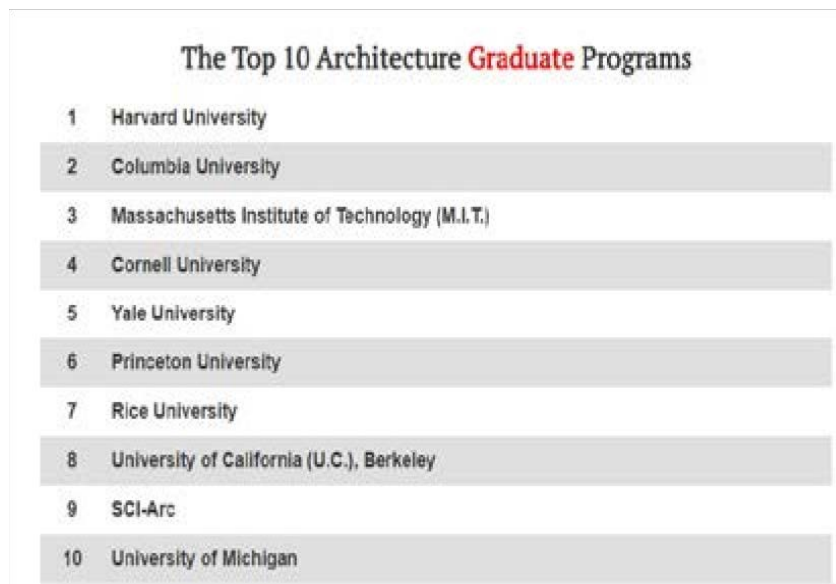 The Top 10 Architecture Graduate Programs
1 Harvard University
2 Columbia University
3 Massachusetts Institute of Technology (M.I.T.)
4 Cornell University
5 Yale University
6 Princeton University
7 Rice University
8 University of California (U.C.), Berkeley
9 SCI-Arc
10 University of Michigan